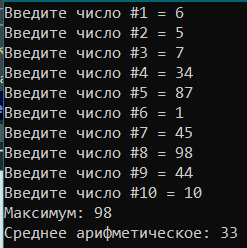 Введите число #1 = 6
Введите число #2 = 5
Введите число #3 = 7
Введите число #4 = 34
Введите число #5 = 87
Введите число #6 = 1
Введите число #7 = 45
Введите число #8 = 98
Введите число #9 = 44
Введите число #10 = 10
Максимум: 98
Среднее арифметическое: 33